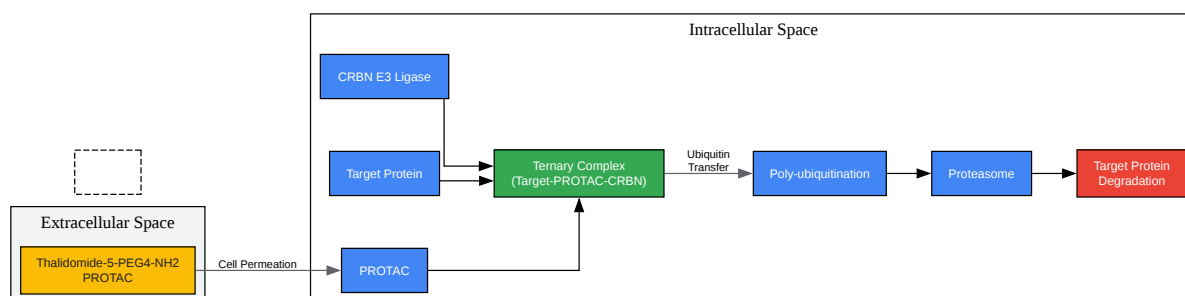 Intracellular Space
CRBN E3 Ligase
Target Protein
Ternary Complex
(Target-PROTAC-CRBN)
Ubiquitin
Transfer
Poly-ubiquitination
Proteasome
Target Protein
Degradation
Extracellular Space
Thalidomide-5-PEG4-NH2
PROTAC
Cell Permeation
PROTAC